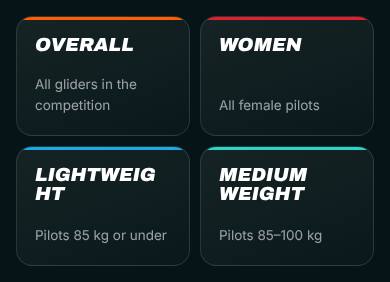 OVERALL
All gliders in the
competition
WOMEN
All female pilots
LIGHTWEIG
HT
Pilots 85 kg or under
MEDIUM
WEIGHT
Pilots 85–100 kg